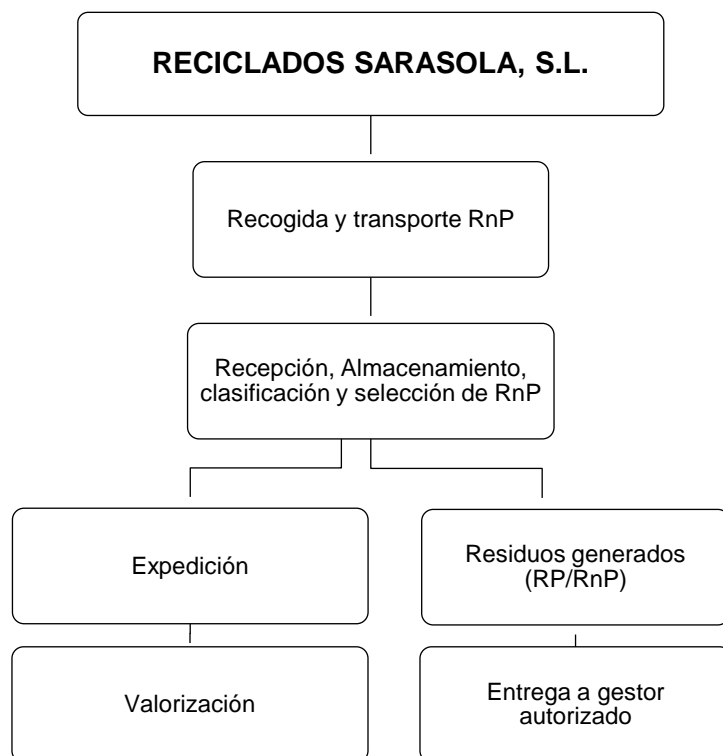 RECICLADOS SARASOLA, S.L.
Recogida y transporte RnP
Recepción, Almacenamiento,
clasificación y selección de RnP
Expedición
Residuos generados
(RP/RnP)
Valorización
Entrega a gestor
autorizado